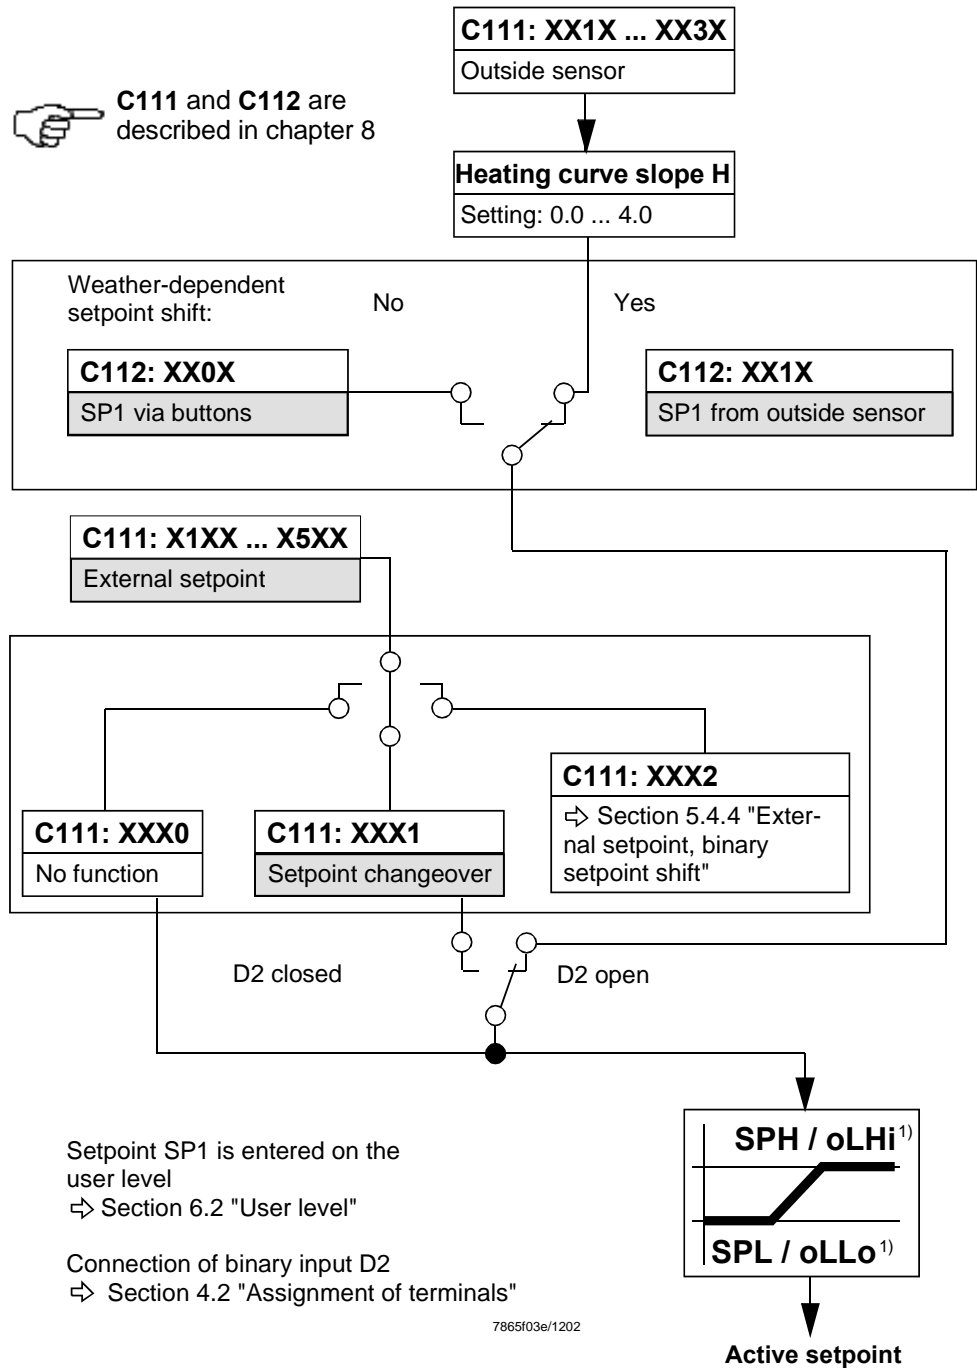 C111: XX1X ... XX3X
Outside sensor
C111 and C112 are
described in chapter 8
Heating curve slope H
Setting: 0.0 ... 4.0
Weather-dependent
setpoint shift:
No
Yes
C112: XX0X
SP1 via buttons
C112: XX1X
SP1 from outside sensor
C111: X1XX ... X5XX
External setpoint
C111: XXX0
No function
C111: XXX1
Setpoint changeover
C111: XXX2
⇨ Section 5.4.4 "Exter-
nal setpoint, binary
setpoint shift"
D2 closed
D2 open
SPH / oLHi 1)
SPL / oLLo 1)
Setpoint SP1 is entered on the
user level
⇨ Section 6.2 "User level"
Connection of binary input D2
⇨ Section 4.2 "Assignment of terminals"
7865f03e/1202
Active setpoint